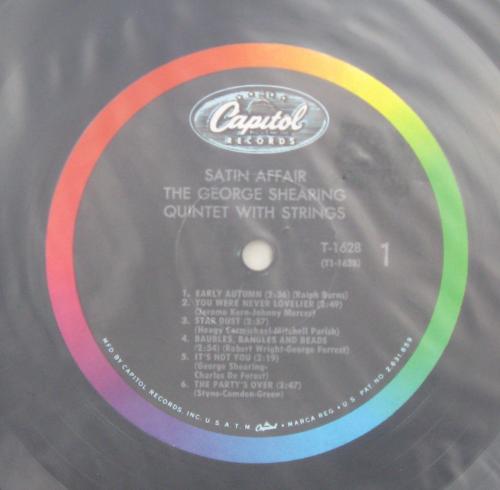 Capitol
RECORDS
SATIN AFFAIR
THE GEORGE SHEARING
QUINTET WITH STRINGS
T-1628
(T1-1628)
1
1. EARLY AUTUMN (2:36) (Ralph Burns)
2. YOU WERE NEVER LOVELIER (2:49)
(Jerome Kern-Johnny Mercer)
3. STAR DUST (2:57)
(Hoagy Carmichael-Mitchell Parish)
4. BAUBLES, BANGLES AND BEADS
(2:54) (Robert Wright-George Forrest)
5. IT'S NOT YOU (2:19)
(George Shearing-
Charles De Forest)
6. THE PARTY'S OVER (2:47)
(Styne-Comden-Green)
MFD BY CAPITOL RECORDS, INC. U.S.A. T.M. Capitol MARCA REG. • U.S. PAT. NO. 2,631,859